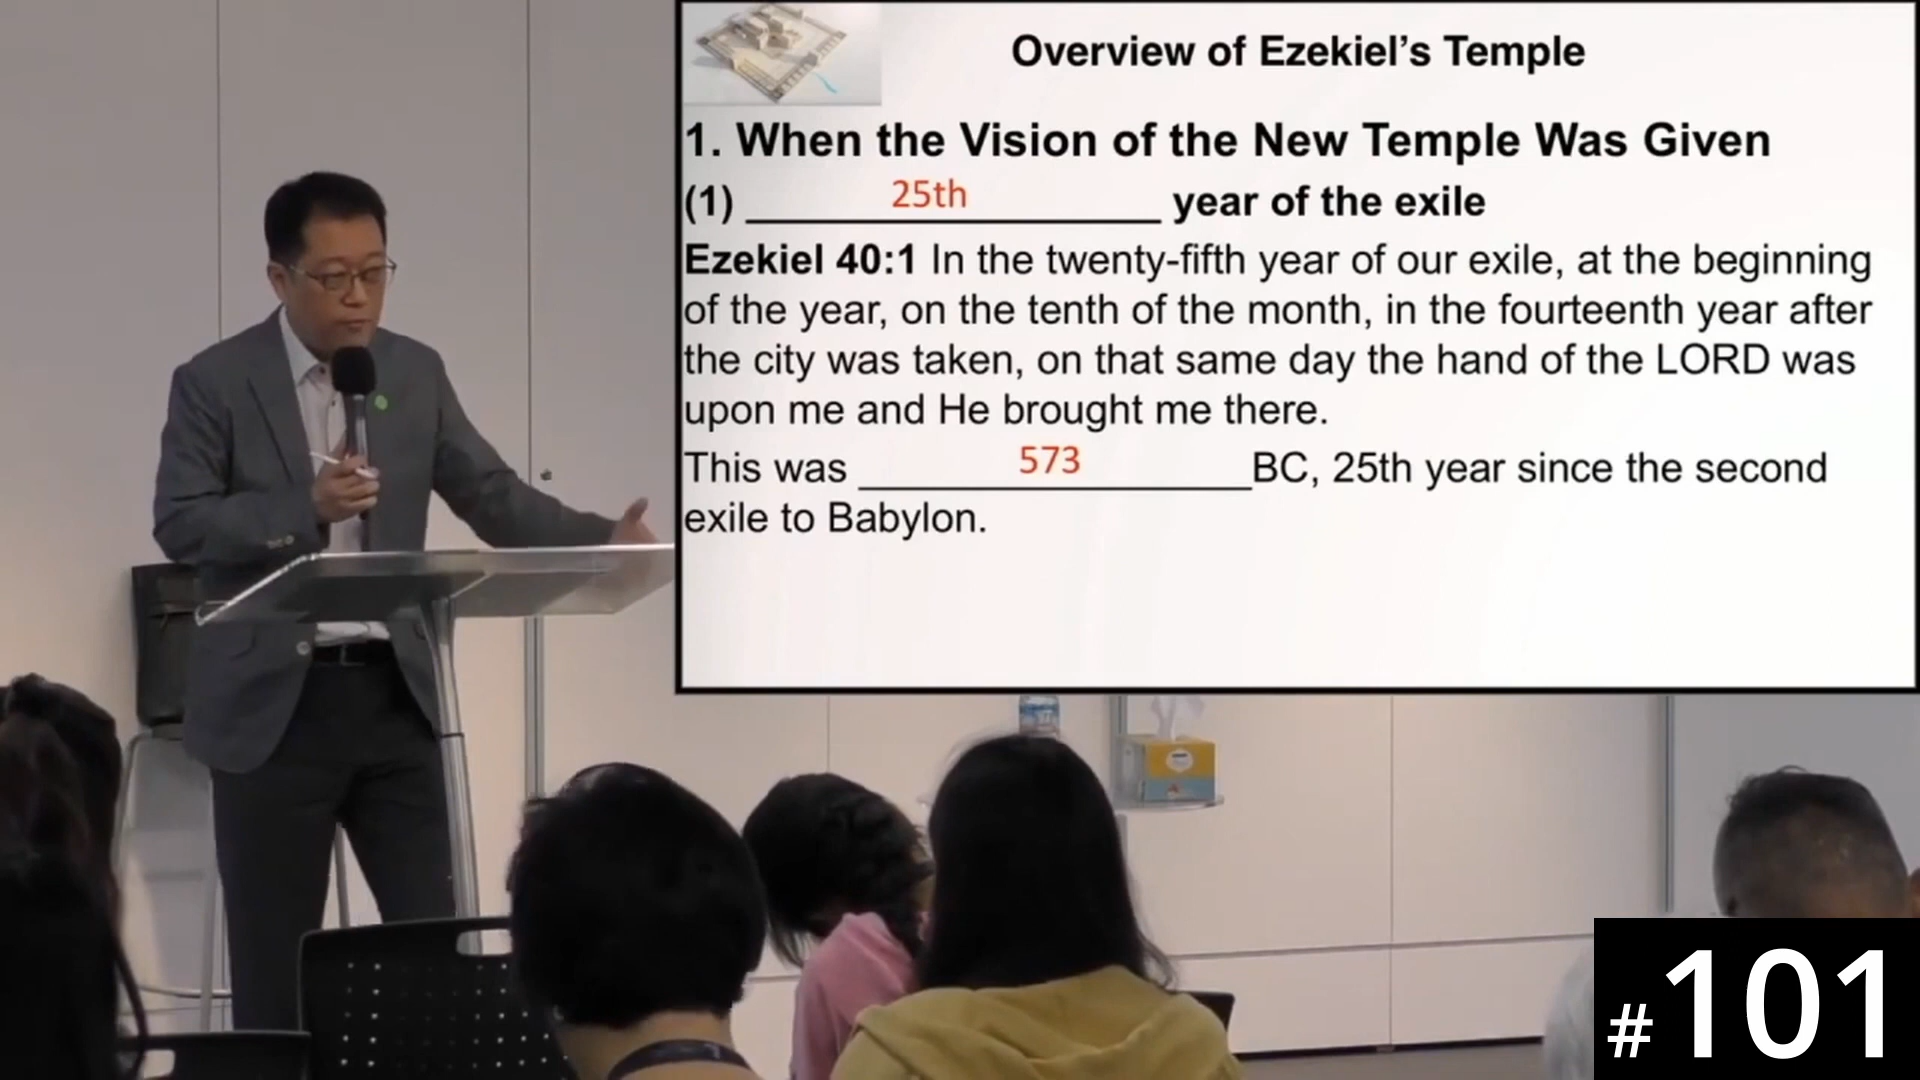 Overview of Ezekiel's Temple
1. When the Vision of the New Temple Was Given
(1) 25th year of the exile
Ezekiel 40:1 In the twenty-fifth year of our exile, at the beginning
of the year, on the tenth of the month, in the fourteenth year after
the city was taken, on that same day the hand of the LORD was
upon me and He brought me there.
This was 573 BC, 25th year since the second
exile to Babylon.
#101